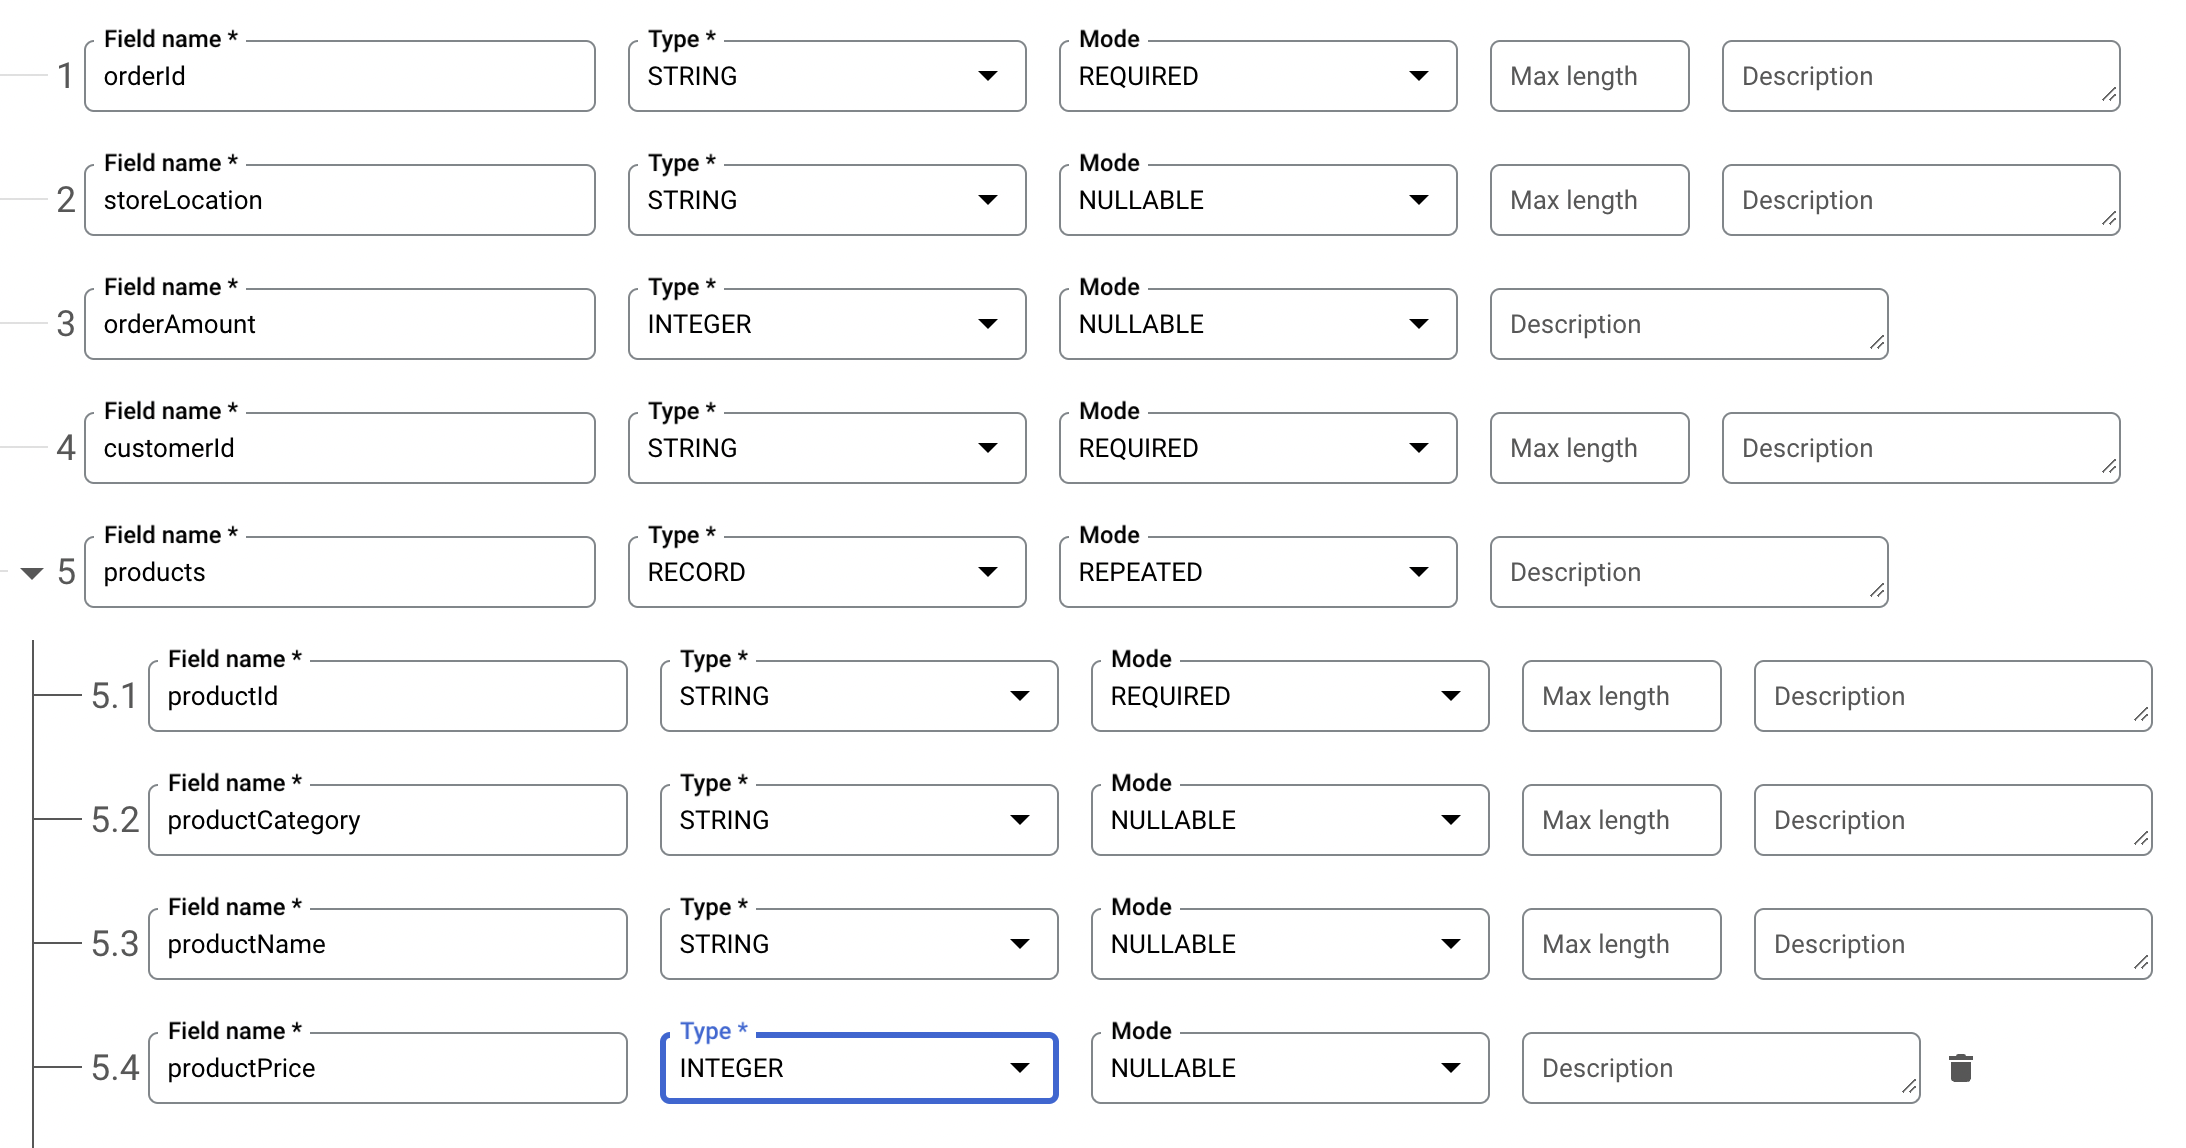 Field name * Type * Mode
1 orderId STRING REQUIRED Max length Description
Field name * Type * Mode
2 storeLocation STRING NULLABLE Max length Description
Field name * Type * Mode
3 orderAmount INTEGER NULLABLE Description
Field name * Type * Mode
4 customerId STRING REQUIRED Max length Description
Field name * Type * Mode
5 products RECORD REPEATED Description
Field name * Type * Mode
5.1 productId STRING REQUIRED Max length Description
Field name * Type * Mode
5.2 productCategory STRING NULLABLE Max length Description
Field name * Type * Mode
5.3 productName STRING NULLABLE Max length Description
Field name * Type * Mode
5.4 productPrice INTEGER NULLABLE Description